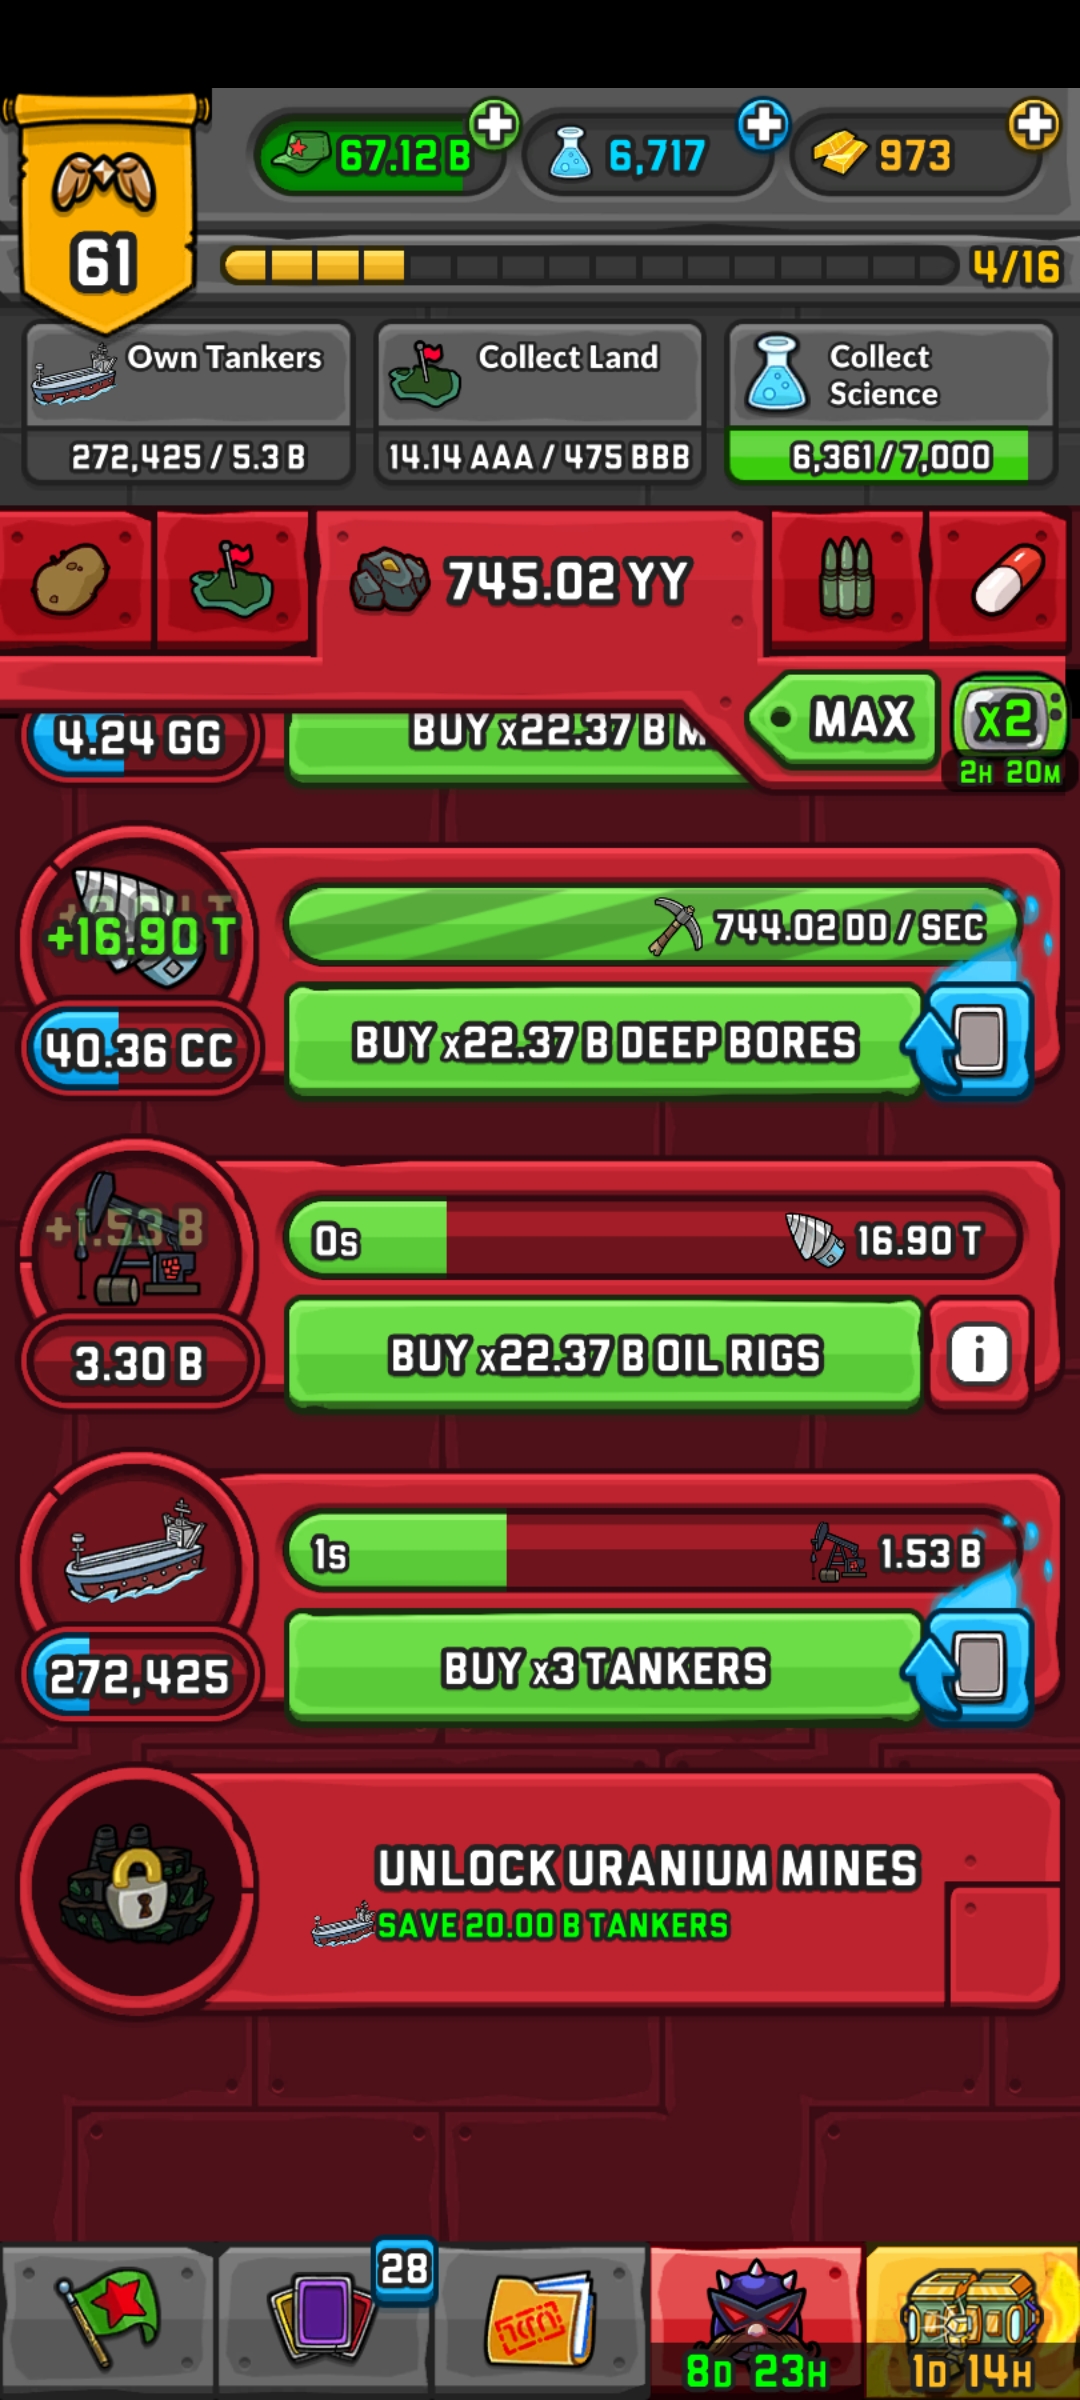 67.12 B
6,717
973
61
4/16
Own Tankers
272,425 / 5.3 B
Collect Land
14.14 AAA / 475 BBB
Collect
Science
6,361 / 7,000
745.02 YY
MAX
x2
2H 20M
4.24 GG
BUY x22.37 B M
+16.90 T
744.02 DD / SEC
40.36 CC
BUY x22.37 B DEEP BORES
+1.53 B
0s
16.90 T
3.30 B
BUY x22.37 B OIL RIGS
i
1s
1.53 B
272,425
BUY x3 TANKERS
UNLOCK URANIUM MINES
SAVE 20.00 B TANKERS
28
8D 23H
1D 14H